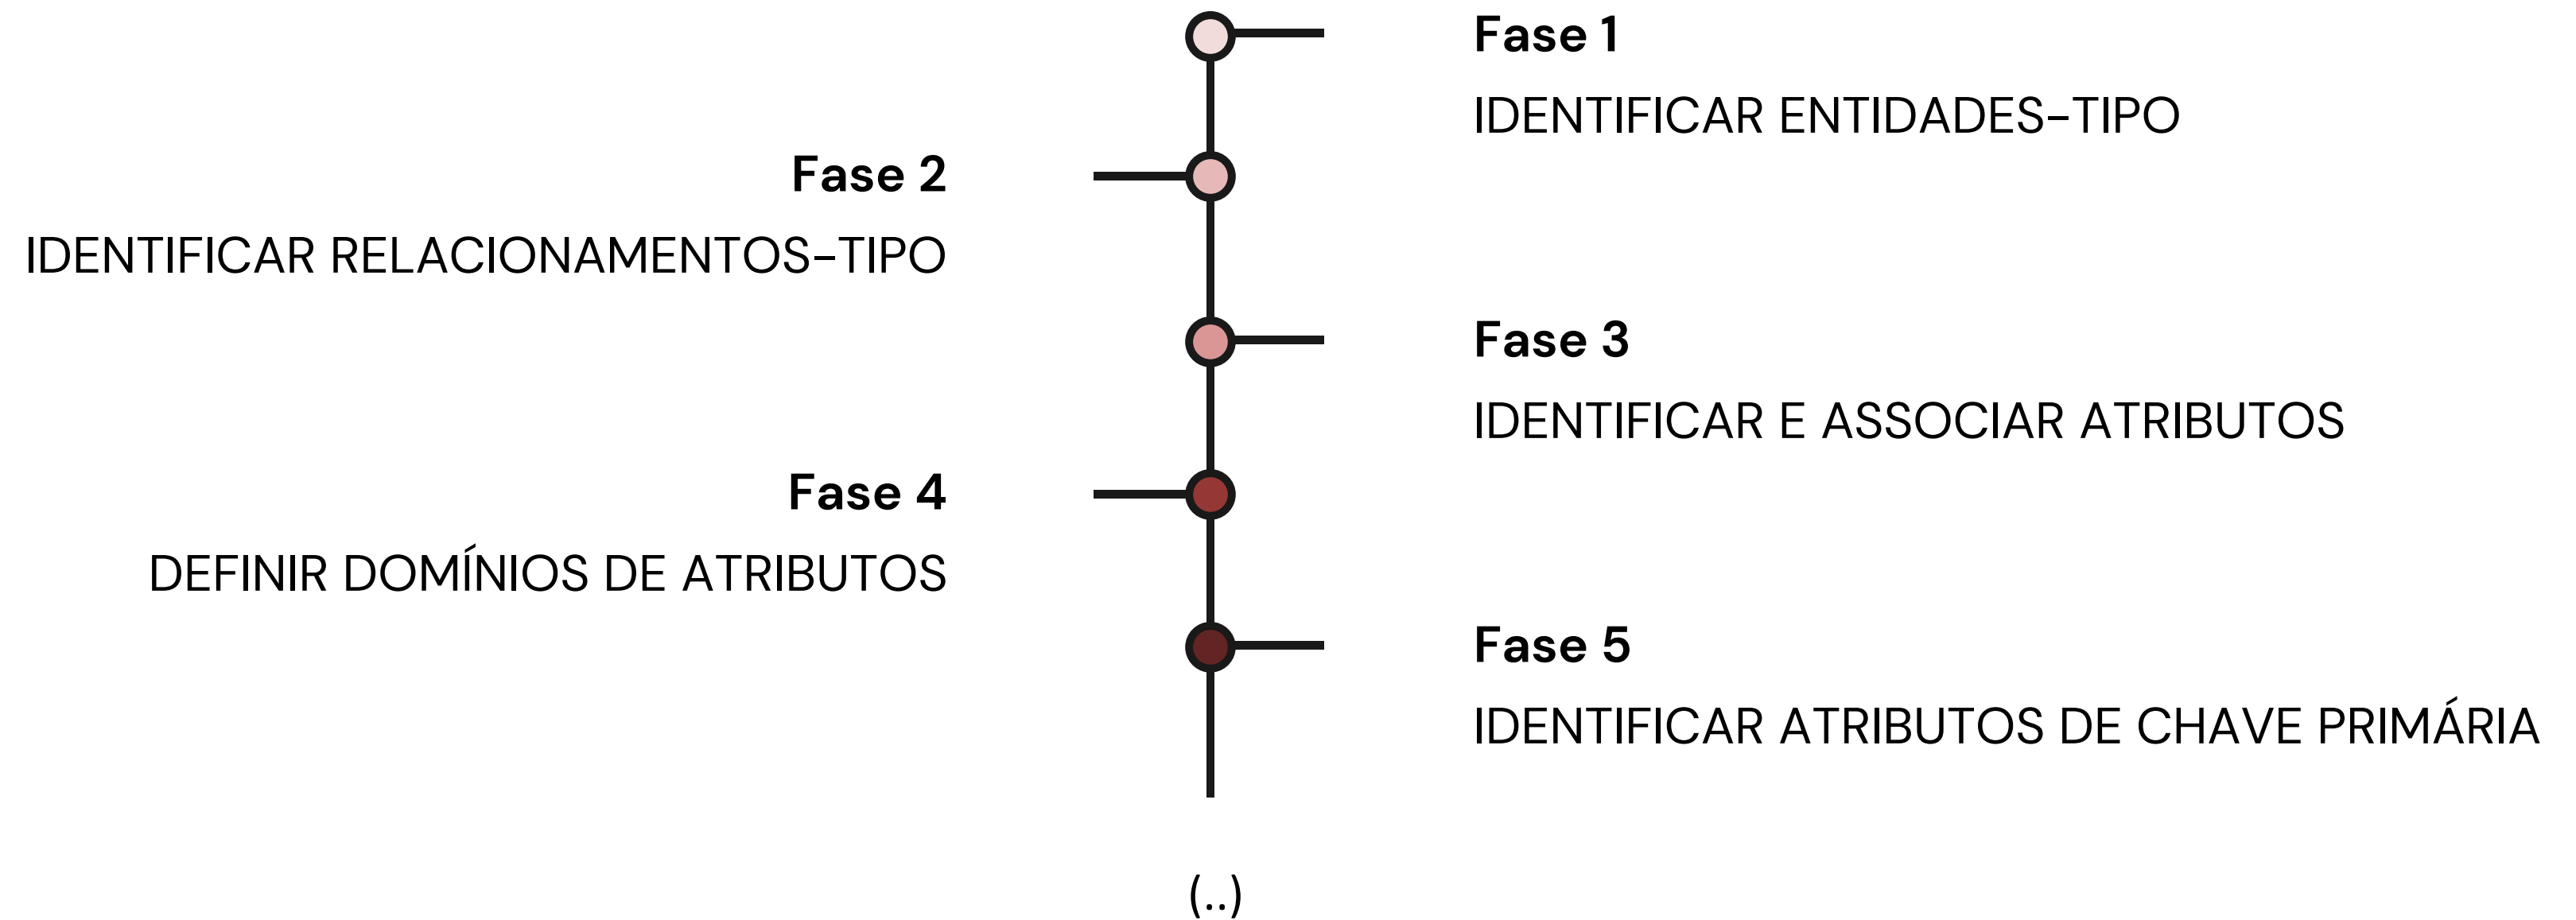 Fase 1
IDENTIFICAR ENTIDADES-TIPO
Fase 2
IDENTIFICAR RELACIONAMENTOS-TIPO
Fase 3
IDENTIFICAR E ASSOCIAR ATRIBUTOS
Fase 4
DEFINIR DOMÍNIOS DE ATRIBUTOS
Fase 5
IDENTIFICAR ATRIBUTOS DE CHAVE PRIMÁRIA
(..)